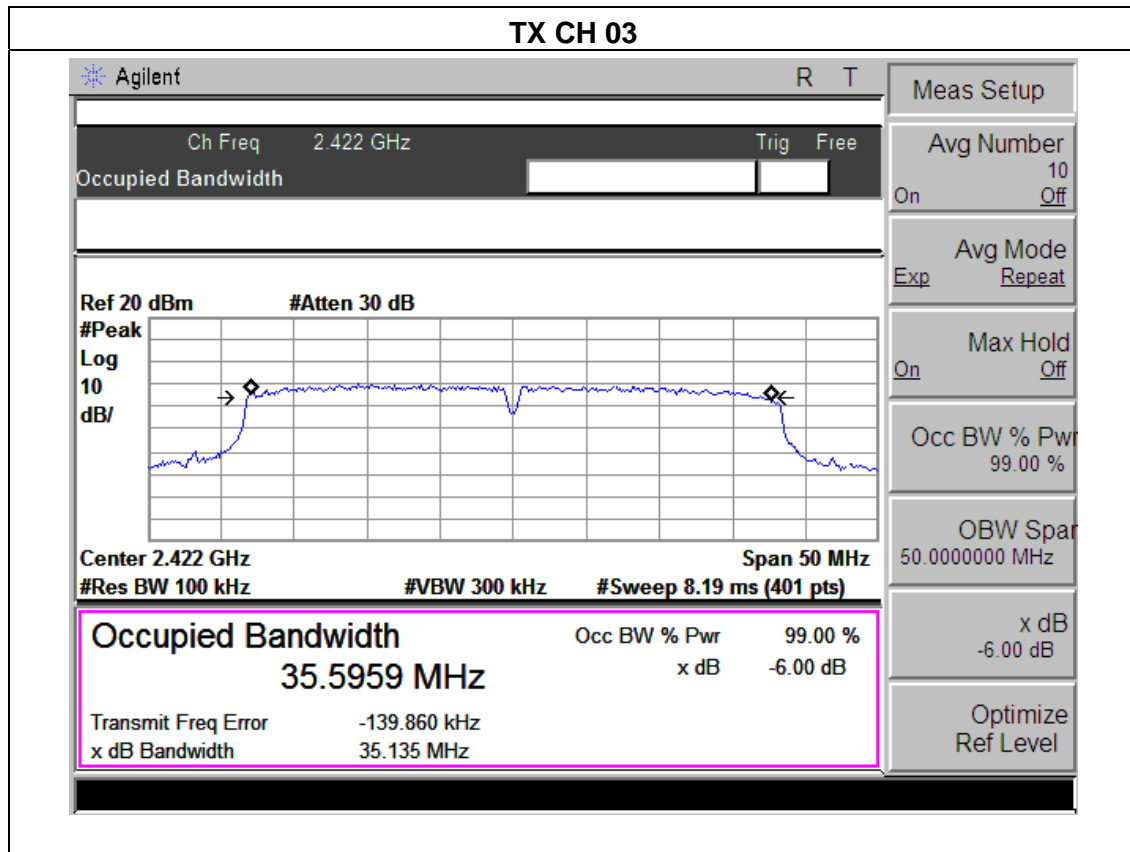 TX CH 03
Agilent R T
Ch Freq 2.422 GHz Trig Free
Occupied Bandwidth
Ref 20 dBm #Atten 30 dB
#Peak
Log
10
dB/
Center 2.422 GHz Span 50 MHz
#Res BW 100 kHz #VBW 300 kHz #Sweep 8.19 ms (401 pts)
Occupied Bandwidth Occ BW % Pwr 99.00 %
35.5959 MHz x dB -6.00 dB
Transmit Freq Error -139.860 kHz
x dB Bandwidth 35.135 MHz
Meas Setup
Avg Number
10
On Off
Avg Mode
Exp Repeat
Max Hold
On Off
Occ BW % Pwr
99.00 %
OBW Spar
50.0000000 MHz
x dB
-6.00 dB
Optimize
Ref Level